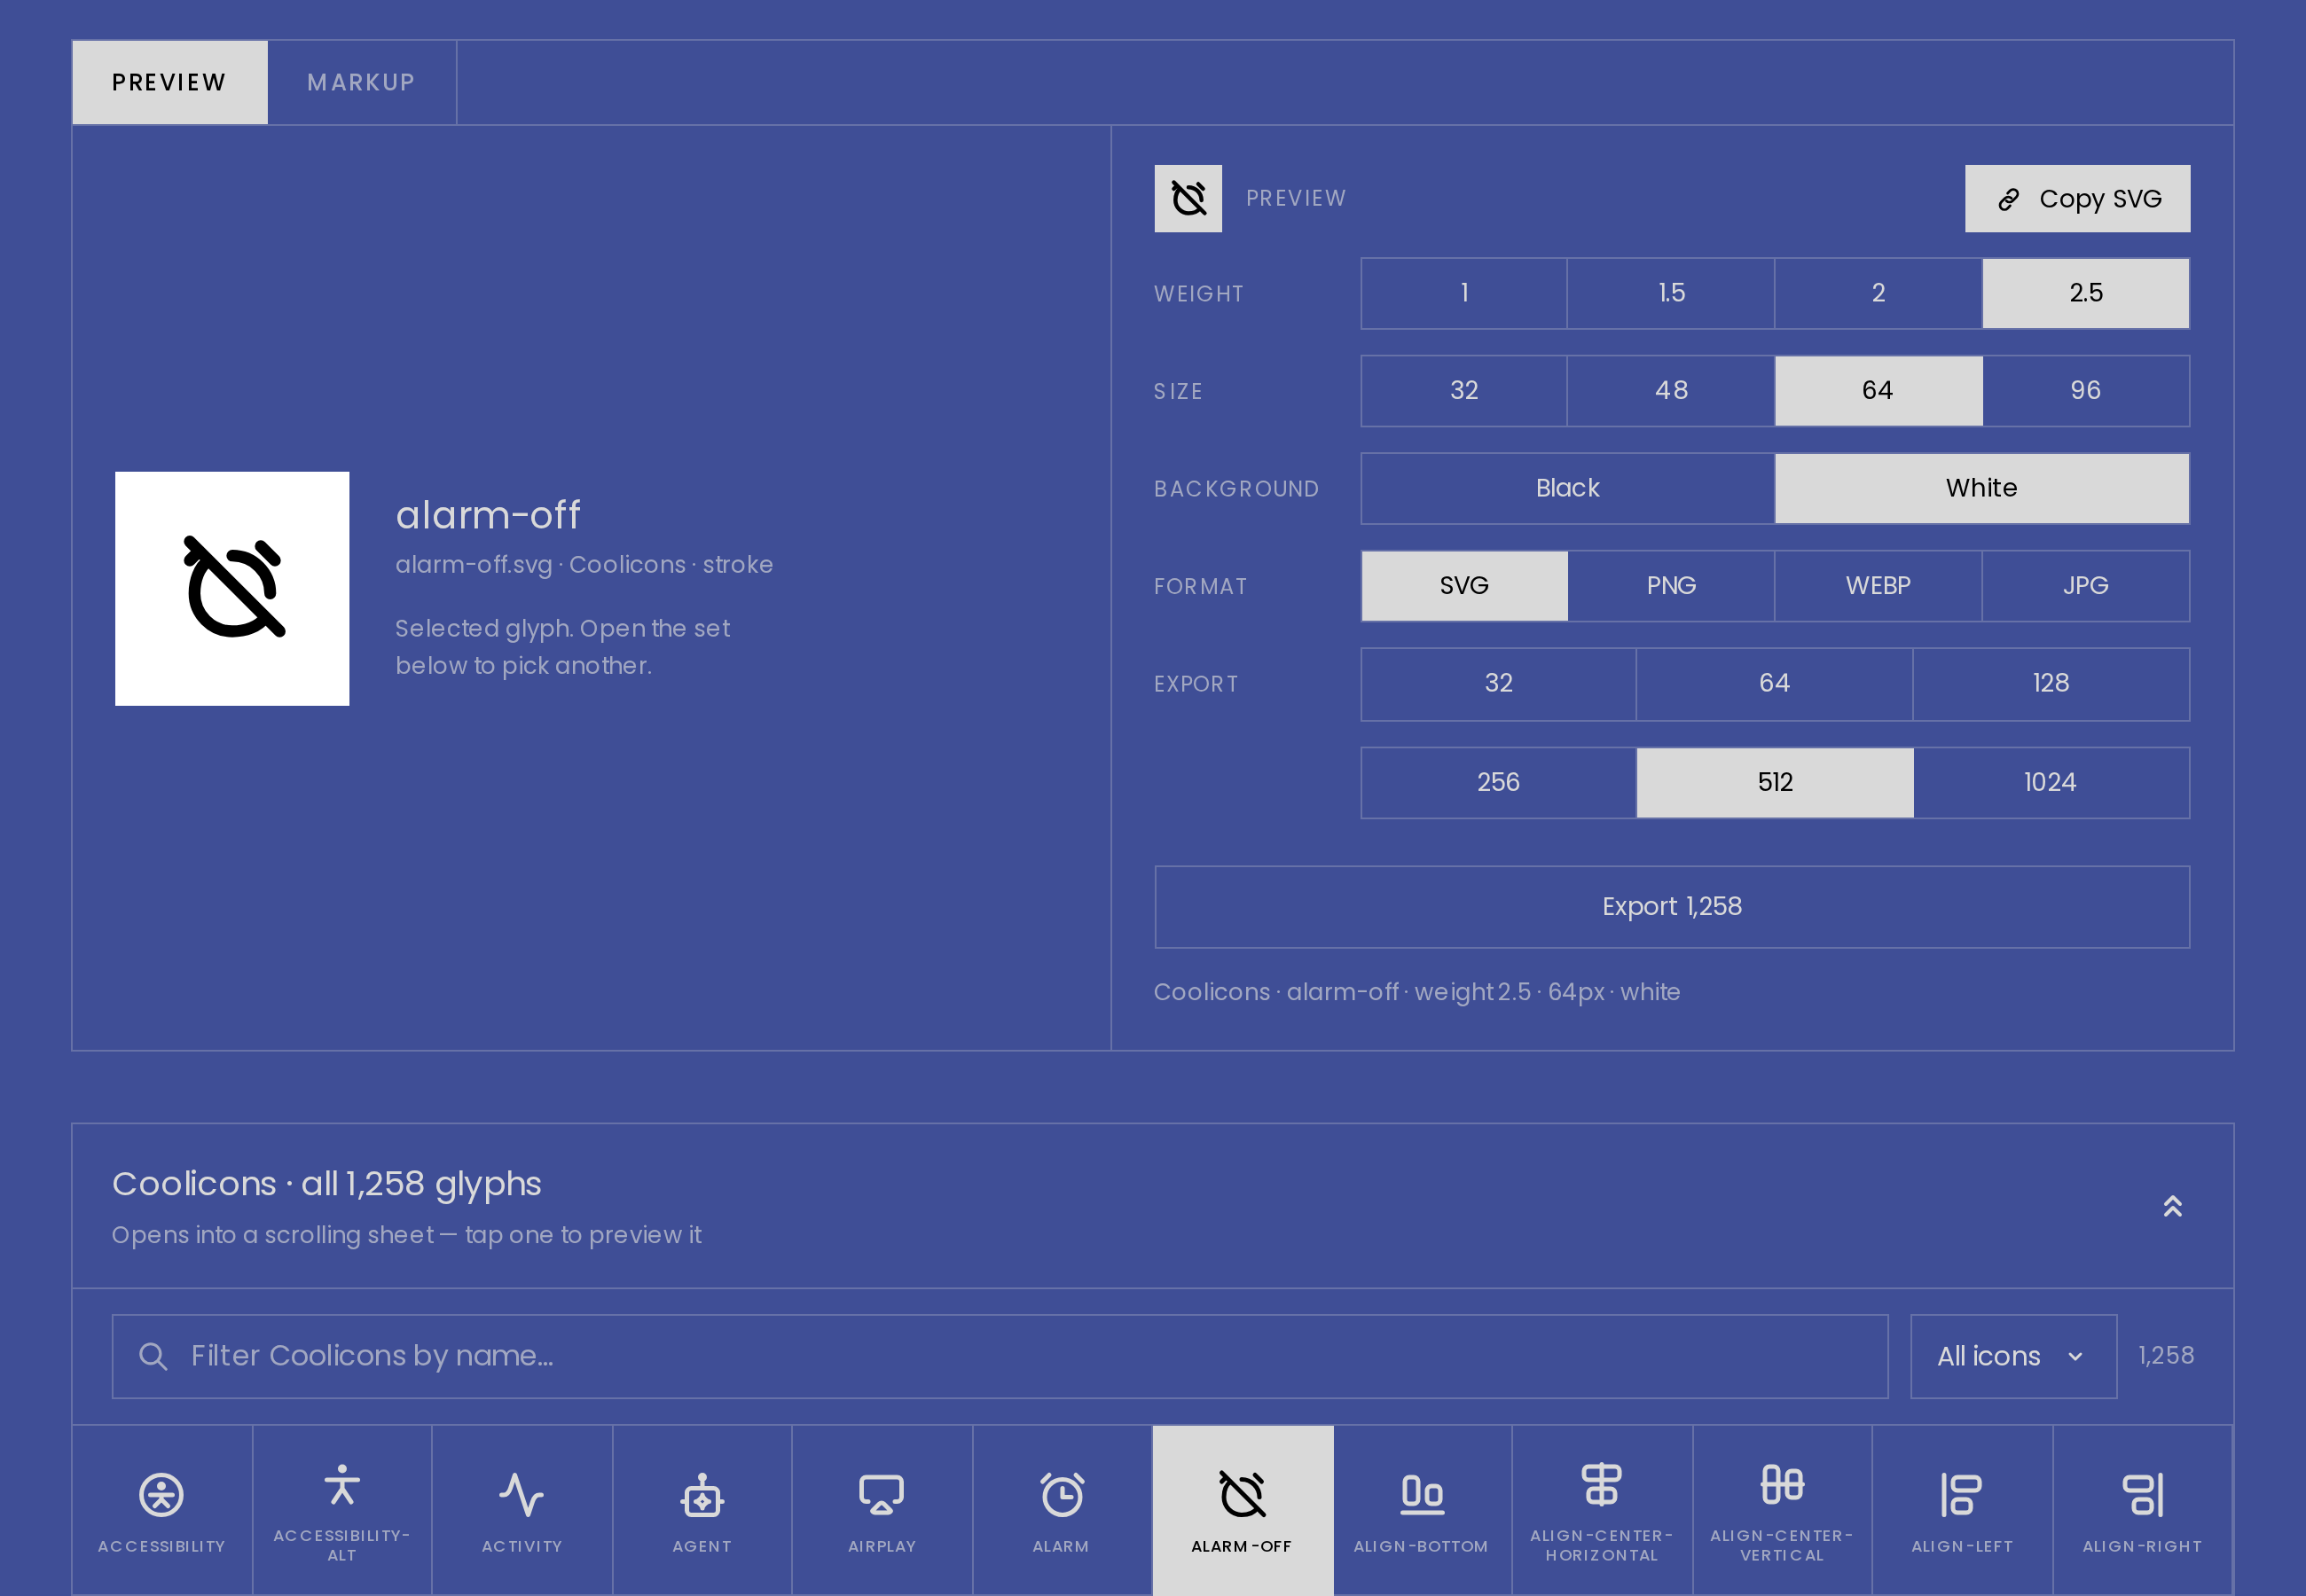 PREVIEW
MARKUP
alarm-off
alarm-off.svg · Coolicons · stroke
Selected glyph. Open the set
below to pick another.
PREVIEW
Copy SVG
WEIGHT
1
1.5
2
2.5
SIZE
32
48
64
96
BACKGROUND
Black
White
FORMAT
SVG
PNG
WEBP
JPG
EXPORT
32
64
128
256
512
1024
Export 1,258
Coolicons · alarm-off · weight 2.5 · 64px · white
Coolicons · all 1,258 glyphs
Opens into a scrolling sheet — tap one to preview it
Filter Coolicons by name...
All icons
1,258
ACCESSIBILITY
ACCESSIBILITY-
ALT
ACTIVITY
AGENT
AIRPLAY
ALARM
ALARM-OFF
ALIGN-BOTTOM
ALIGN-CENTER-
HORIZONTAL
ALIGN-CENTER-
VERTICAL
ALIGN-LEFT
ALIGN-RIGHT